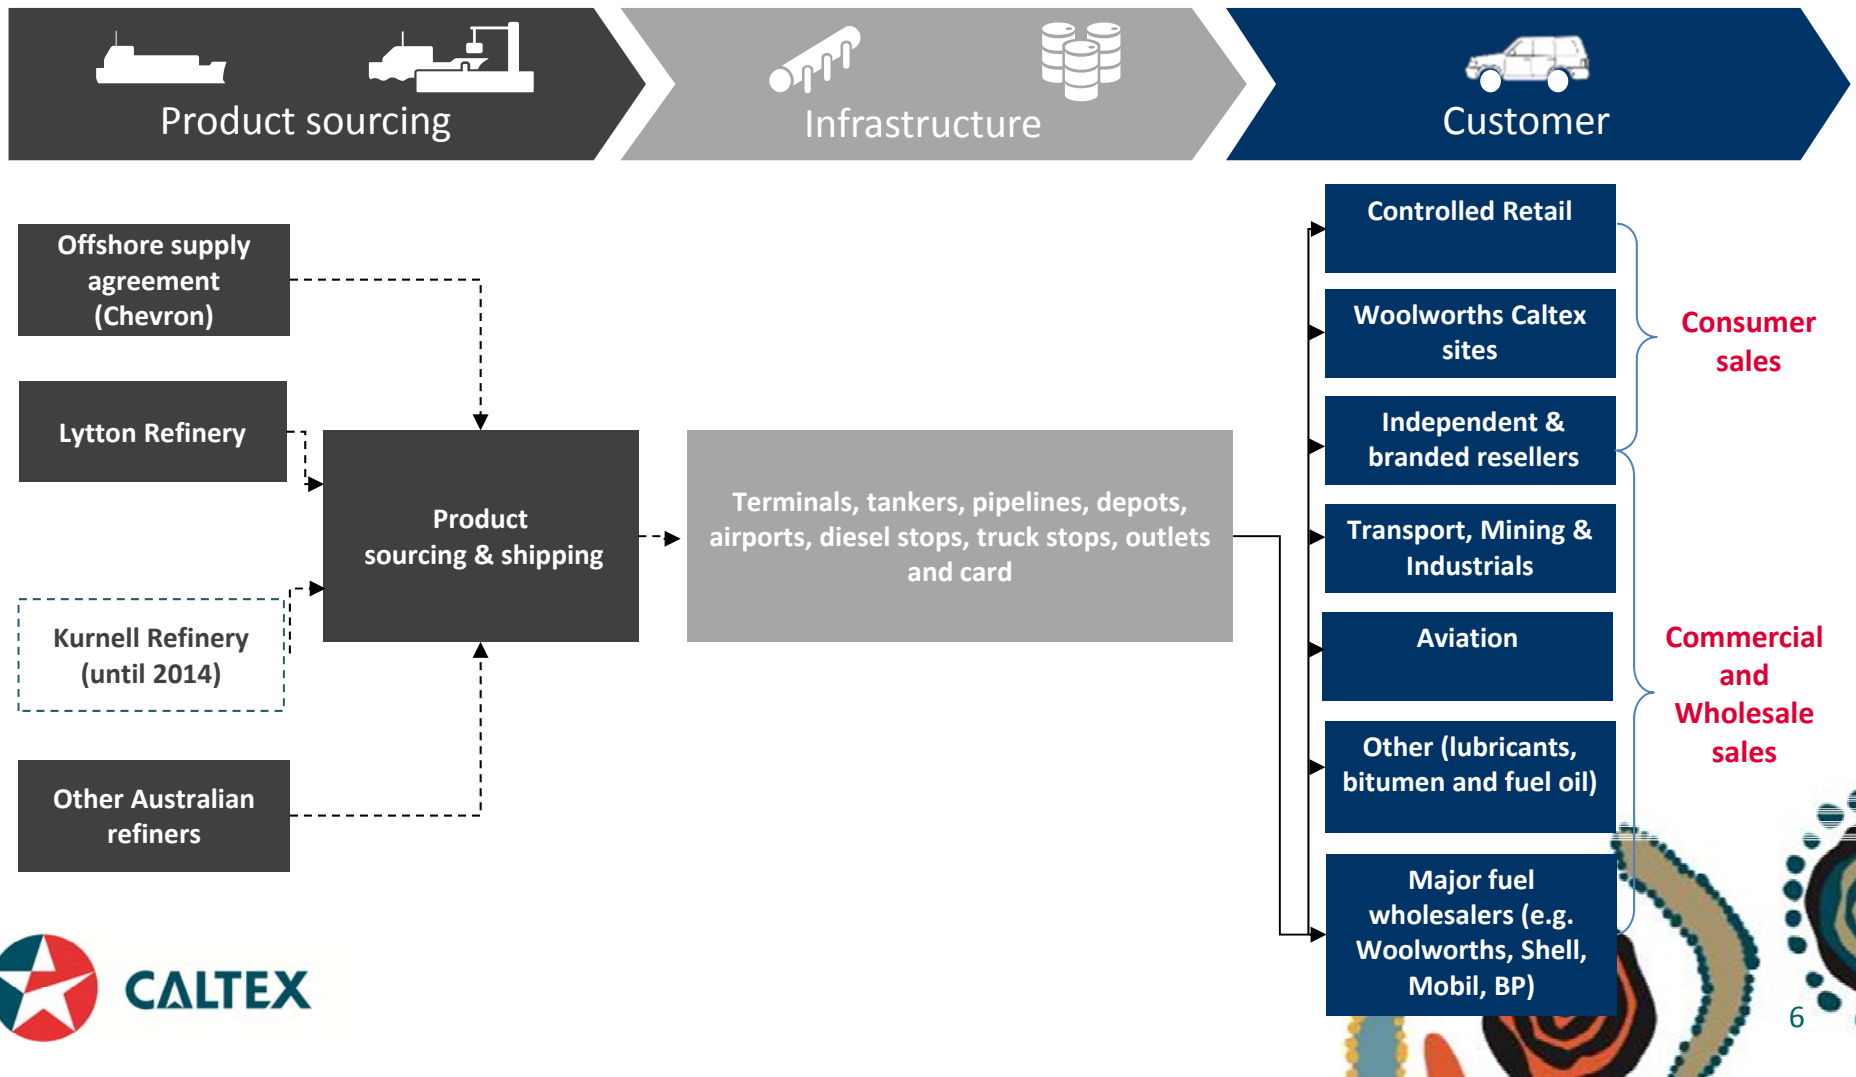 Product sourcing
Infrastructure
Customer
Offshore supply
agreement
(Chevron)
Lytton Refinery
Kurnell Refinery
(until 2014)
Other Australian
refiners
Product
sourcing & shipping
Terminals, tankers, pipelines, depots,
airports, diesel stops, truck stops, outlets
and card
Controlled Retail
Woolworths Caltex
sites
Independent &
branded resellers
Transport, Mining &
Industrials
Aviation
Other (lubricants,
bitumen and fuel oil)
Major fuel
wholesalers (e.g.
Woolworths, Shell,
Mobil, BP)
Consumer
sales
Commercial
and
Wholesale
sales
CALTEX
6